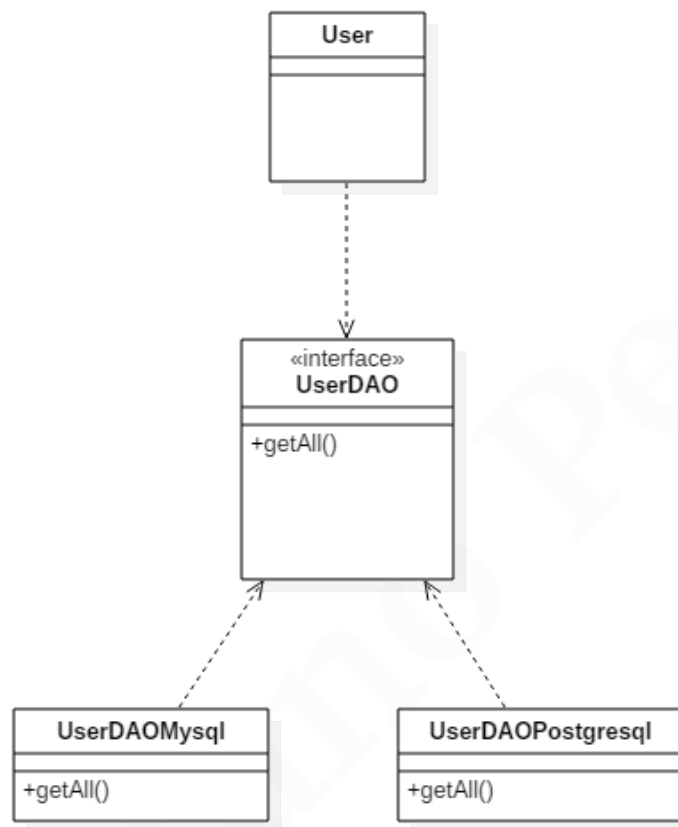 User
«interface»
UserDAO
+getAll()
UserDAOMysql
+getAll()
UserDAOPostgresql
+getAll()